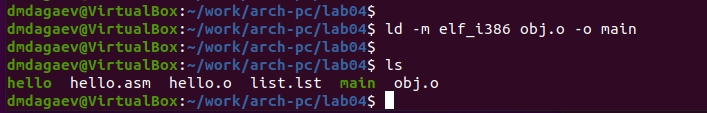 dmdagaev@VirtualBox:~/work/arch-pc/lab04$
dmdagaev@VirtualBox:~/work/arch-pc/lab04$ ld -m elf_i386 obj.o -o main
dmdagaev@VirtualBox:~/work/arch-pc/lab04$
dmdagaev@VirtualBox:~/work/arch-pc/lab04$ ls
hello  hello.asm  hello.o  list.lst  main  obj.o
dmdagaev@VirtualBox:~/work/arch-pc/lab04$